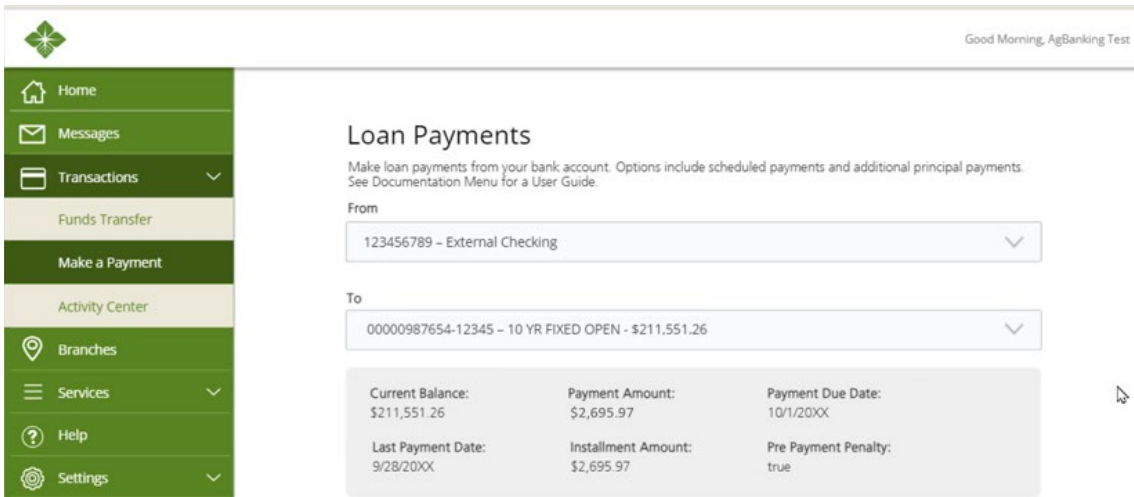 Good Morning, AgBanking Test
Home
Messages
Transactions
Funds Transfer
Make a Payment
Activity Center
Branches
Services
Help
Settings
Loan Payments
Make loan payments from your bank account. Options include scheduled payments and additional principal payments.
See Documentation Menu for a User Guide.
From
123456789 – External Checking
To
00000987654-12345 – 10 YR FIXED OPEN - $211,551.26
Current Balance: Payment Amount: Payment Due Date:
$211,551.26 $2,695.97 10/1/20XX
Last Payment Date: Installment Amount: Pre Payment Penalty:
9/28/20XX $2,695.97 true